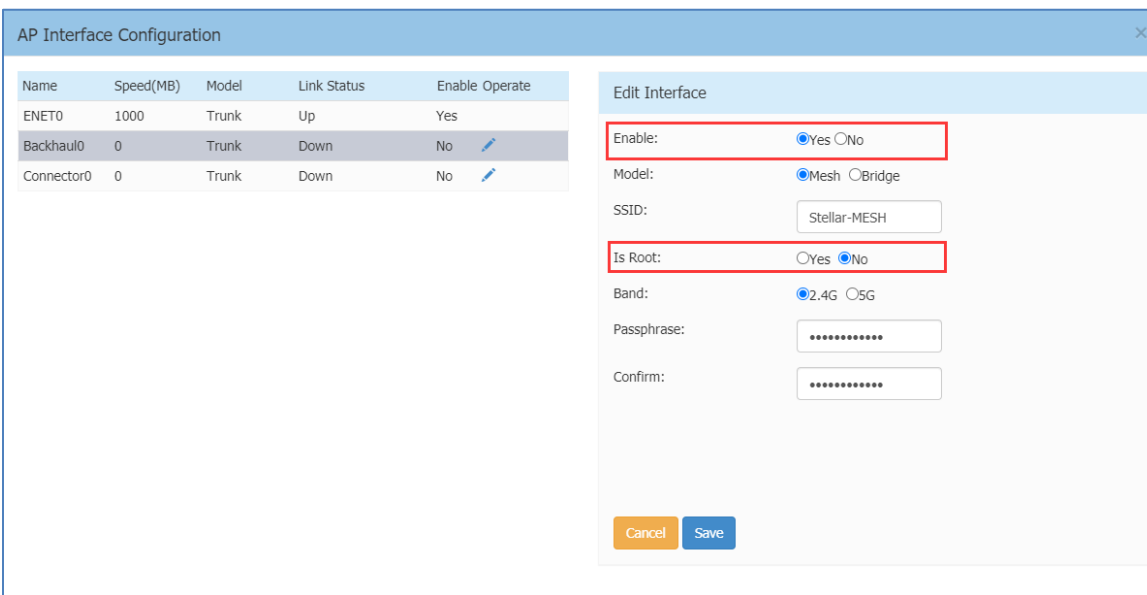 AP Interface Configuration
Name Speed(MB) Model Link Status Enable Operate
ENET0 1000 Trunk Up Yes
Backhaul0 0 Trunk Down No
Connector0 0 Trunk Down No
Edit Interface
Enable: Yes No
Model: Mesh Bridge
SSID: Stellar-MESH
Is Root: Yes No
Band: 2.4G 5G
Passphrase: ••••••••••••
Confirm: ••••••••••••
Cancel Save